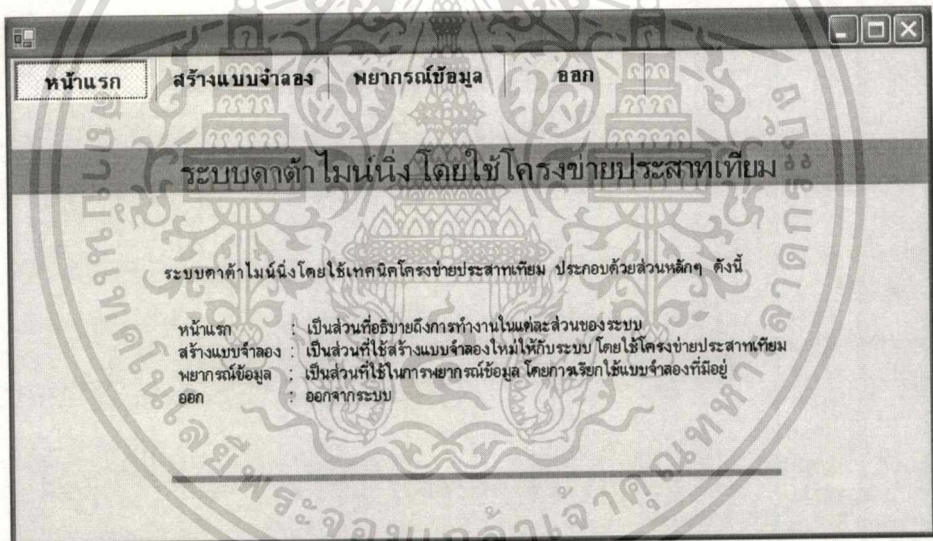 หน้าแรก สร้างแบบจำลอง พยากรณ์ข้อมูล ออก
ระบบดาต้าไมน์นิ่ง โดยใช้โครงข่ายประสาทเทียม
ระบบดาต้าไมน์นิ่งโดยใช้เทคนิคโครงข่ายประสาทเทียม ประกอบด้วยส่วนหลักๆ ดังนี้
หน้าแรก : เป็นส่วนที่อธิบายถึงการทำงานในแต่ละส่วนของระบบ
สร้างแบบจำลอง : เป็นส่วนที่ใช้สร้างแบบจำลองใหม่ให้กับระบบ โดยใช้โครงข่ายประสาทเทียม
พยากรณ์ข้อมูล : เป็นส่วนที่ใช้ในการพยากรณ์ข้อมูล โดยการเรียกใช้แบบจำลองที่มีอยู่
ออก : ออกจากระบบ